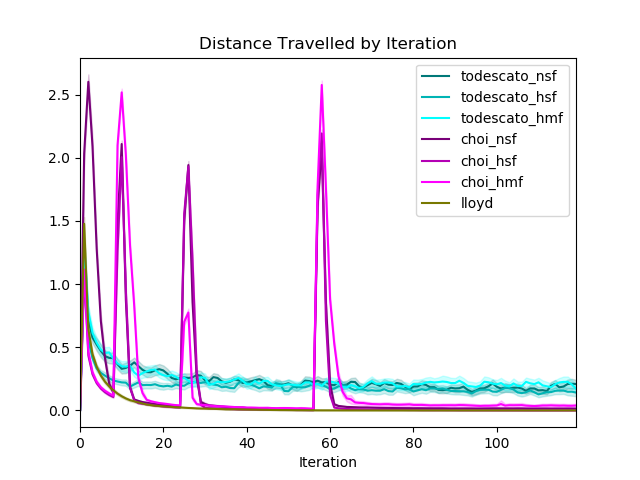 Distance Travelled by Iteration
2.5
2.0
1.5
1.0
0.5
0.0
0 20 40 60 80 100
Iteration
todescato_nsf
todescato_hsf
todescato_hmf
choi_nsf
choi_hsf
choi_hmf
lloyd